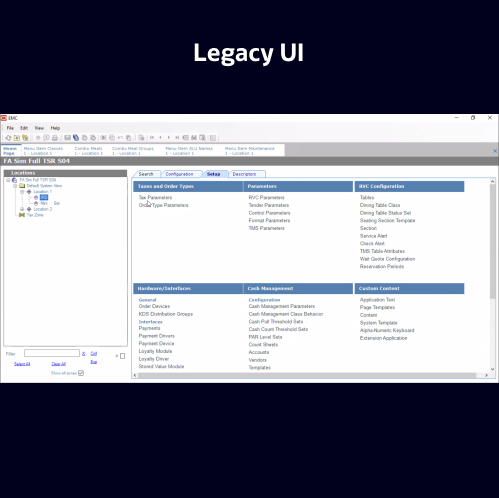 Legacy UI
EMC
File Edit View Help
Home Page
Menu Item Classes 1 - Location 1
Combo Meals 1 - Location 1
Combo Meal Groups 1 - Location 1
Menu Item SLU Names 1 - Location 1
Menu Item Maintenance 1 - Location 1
FA Sim Full TSR S04
Locations
FA Sim Full TSR S04
Default System View
Location 1
Bar
Location 2
Tax Zone
Filter
Select All
Clear All
Show all zones
Search Configuration Setup Descriptors
Taxes and Order Types
Tax Parameters
Order Type Parameters
Parameters
RVC Parameters
Tender Parameters
Control Parameters
Format Parameters
TMS Parameters
RVC Configuration
Tables
Dining Table Class
Dining Table Status Set
Seating Section Template
Section
Service Alert
Check Alert
TMS Table Attributes
Wait Quote Configuration
Reservation Periods
Hardware/Interfaces
General
Order Devices
KDS Distribution Groups
Interfaces
Payments
Payment Drivers
Payment Device
Loyalty Module
Loyalty Driver
Stored Value Module
Cash Management
Configuration
Cash Management Parameters
Cash Management Class Behavior
Cash Pull Threshold Sets
Cash Count Threshold Sets
PAR Level Sets
Count Sheets
Accounts
Vendors
Templates
Custom Content
Application Text
Page Templates
Content
System Template
Alpha-Numeric Keyboard
Extension Application